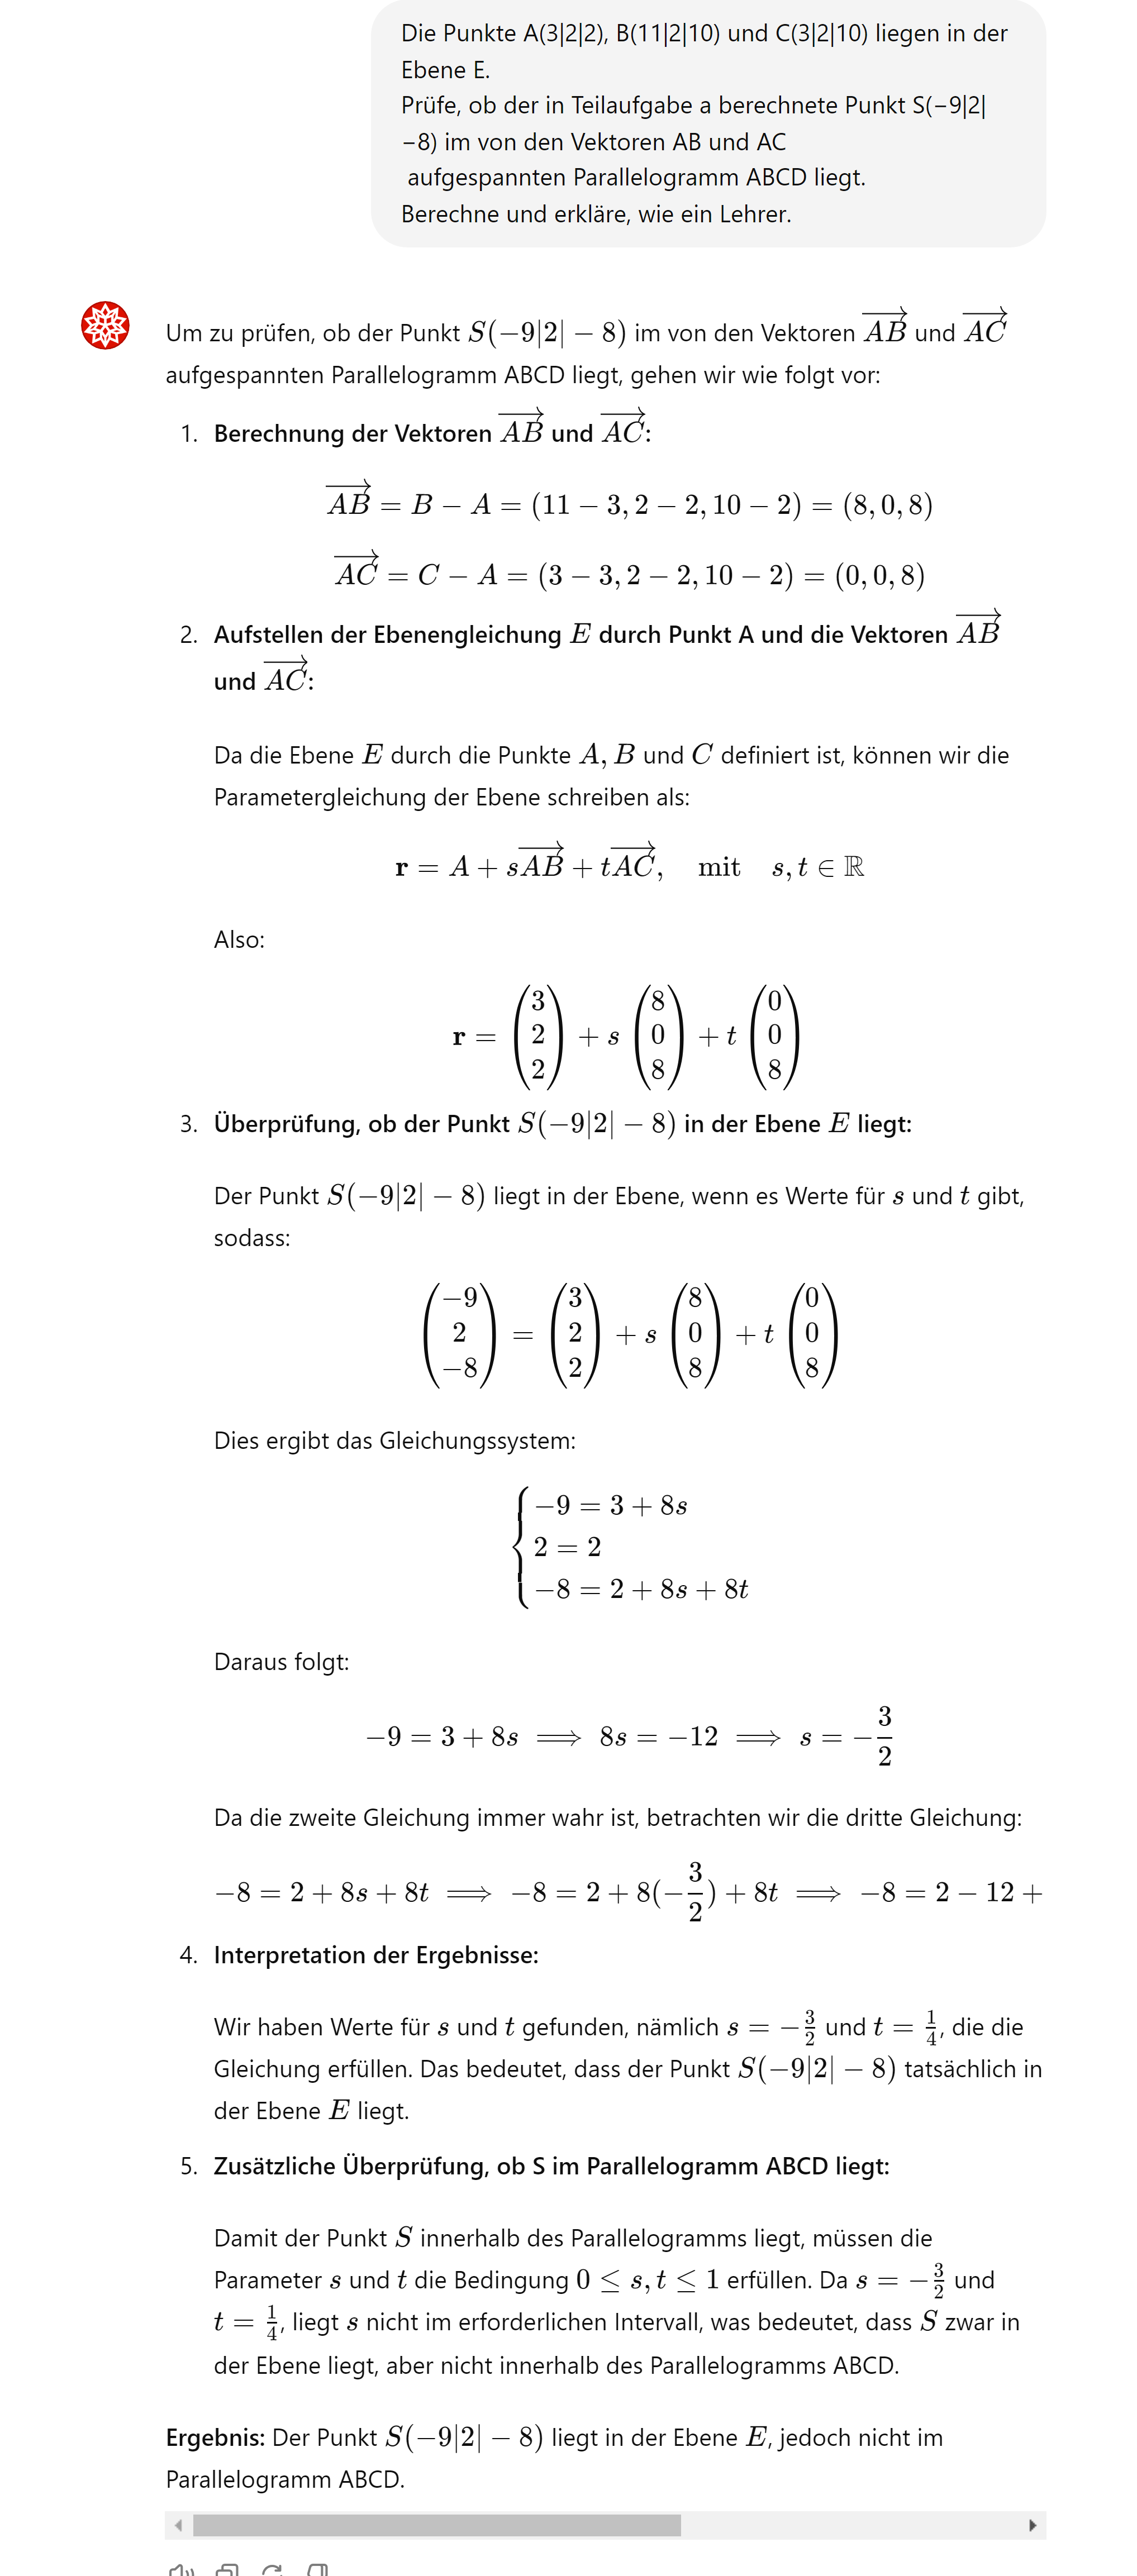 Die Punkte A(3|2|2), B(11|2|10) und C(3|2|10) liegen in der
Ebene E.
Prüfe, ob der in Teilaufgabe a berechnete Punkt S(−9|2|
−8) im von den Vektoren AB und AC
aufgespannten Parallelogramm ABCD liegt.
Berechne und erkläre, wie ein Lehrer.
Um zu prüfen, ob der Punkt $S(-9|2|-8)$ im von den Vektoren $\overrightarrow{AB}$ und $\overrightarrow{AC}$
aufgespannten Parallelogramm ABCD liegt, gehen wir wie folgt vor:
1. Berechnung der Vektoren $\overrightarrow{AB}$ und $\overrightarrow{AC}$:
$\overrightarrow{AB} = B - A = (11 - 3, 2 - 2, 10 - 2) = (8, 0, 8)$
$\overrightarrow{AC} = C - A = (3 - 3, 2 - 2, 10 - 2) = (0, 0, 8)$
2. Aufstellen der Ebenengleichung $E$ durch Punkt A und die Vektoren $\overrightarrow{AB}$
und $\overrightarrow{AC}$:
Da die Ebene $E$ durch die Punkte $A, B$ und $C$ definiert ist, können wir die
Parametergleichung der Ebene schreiben als:
$\mathbf{r} = A + s\overrightarrow{AB} + t\overrightarrow{AC}, \quad \text{mit} \quad s, t \in \mathbb{R}$
Also:
$\mathbf{r} = \begin{pmatrix} 3 \\ 2 \\ 2 \end{pmatrix} + s \begin{pmatrix} 8 \\ 0 \\ 8 \end{pmatrix} + t \begin{pmatrix} 0 \\ 0 \\ 8 \end{pmatrix}$
3. Überprüfung, ob der Punkt $S(-9|2|-8)$ in der Ebene $E$ liegt:
Der Punkt $S(-9|2|-8)$ liegt in der Ebene, wenn es Werte für $s$ und $t$ gibt,
sodass:
$\begin{pmatrix} -9 \\ 2 \\ -8 \end{pmatrix} = \begin{pmatrix} 3 \\ 2 \\ 2 \end{pmatrix} + s \begin{pmatrix} 8 \\ 0 \\ 8 \end{pmatrix} + t \begin{pmatrix} 0 \\ 0 \\ 8 \end{pmatrix}$
Dies ergibt das Gleichungssystem:
$\begin{cases} -9 = 3 + 8s \\ 2 = 2 \\ -8 = 2 + 8s + 8t \end{cases}$
Daraus folgt:
$-9 = 3 + 8s \implies 8s = -12 \implies s = -\frac{3}{2}$
Da die zweite Gleichung immer wahr ist, betrachten wir die dritte Gleichung:
$-8 = 2 + 8s + 8t \implies -8 = 2 + 8(-\frac{3}{2}) + 8t \implies -8 = 2 - 12 +$
4. Interpretation der Ergebnisse:
Wir haben Werte für $s$ und $t$ gefunden, nämlich $s = -\frac{3}{2}$ und $t = \frac{1}{4}$, die die
Gleichung erfüllen. Das bedeutet, dass der Punkt $S(-9|2|-8)$ tatsächlich in
der Ebene $E$ liegt.
5. Zusätzliche Überprüfung, ob S im Parallelogramm ABCD liegt:
Damit der Punkt $S$ innerhalb des Parallelogramms liegt, müssen die
Parameter $s$ und $t$ die Bedingung $0 \leq s, t \leq 1$ erfüllen. Da $s = -\frac{3}{2}$ und
$t = \frac{1}{4}$, liegt $s$ nicht im erforderlichen Intervall, was bedeutet, dass $S$ zwar in
der Ebene liegt, aber nicht innerhalb des Parallelogramms ABCD.
Ergebnis: Der Punkt $S(-9|2|-8)$ liegt in der Ebene $E$, jedoch nicht im
Parallelogramm ABCD.